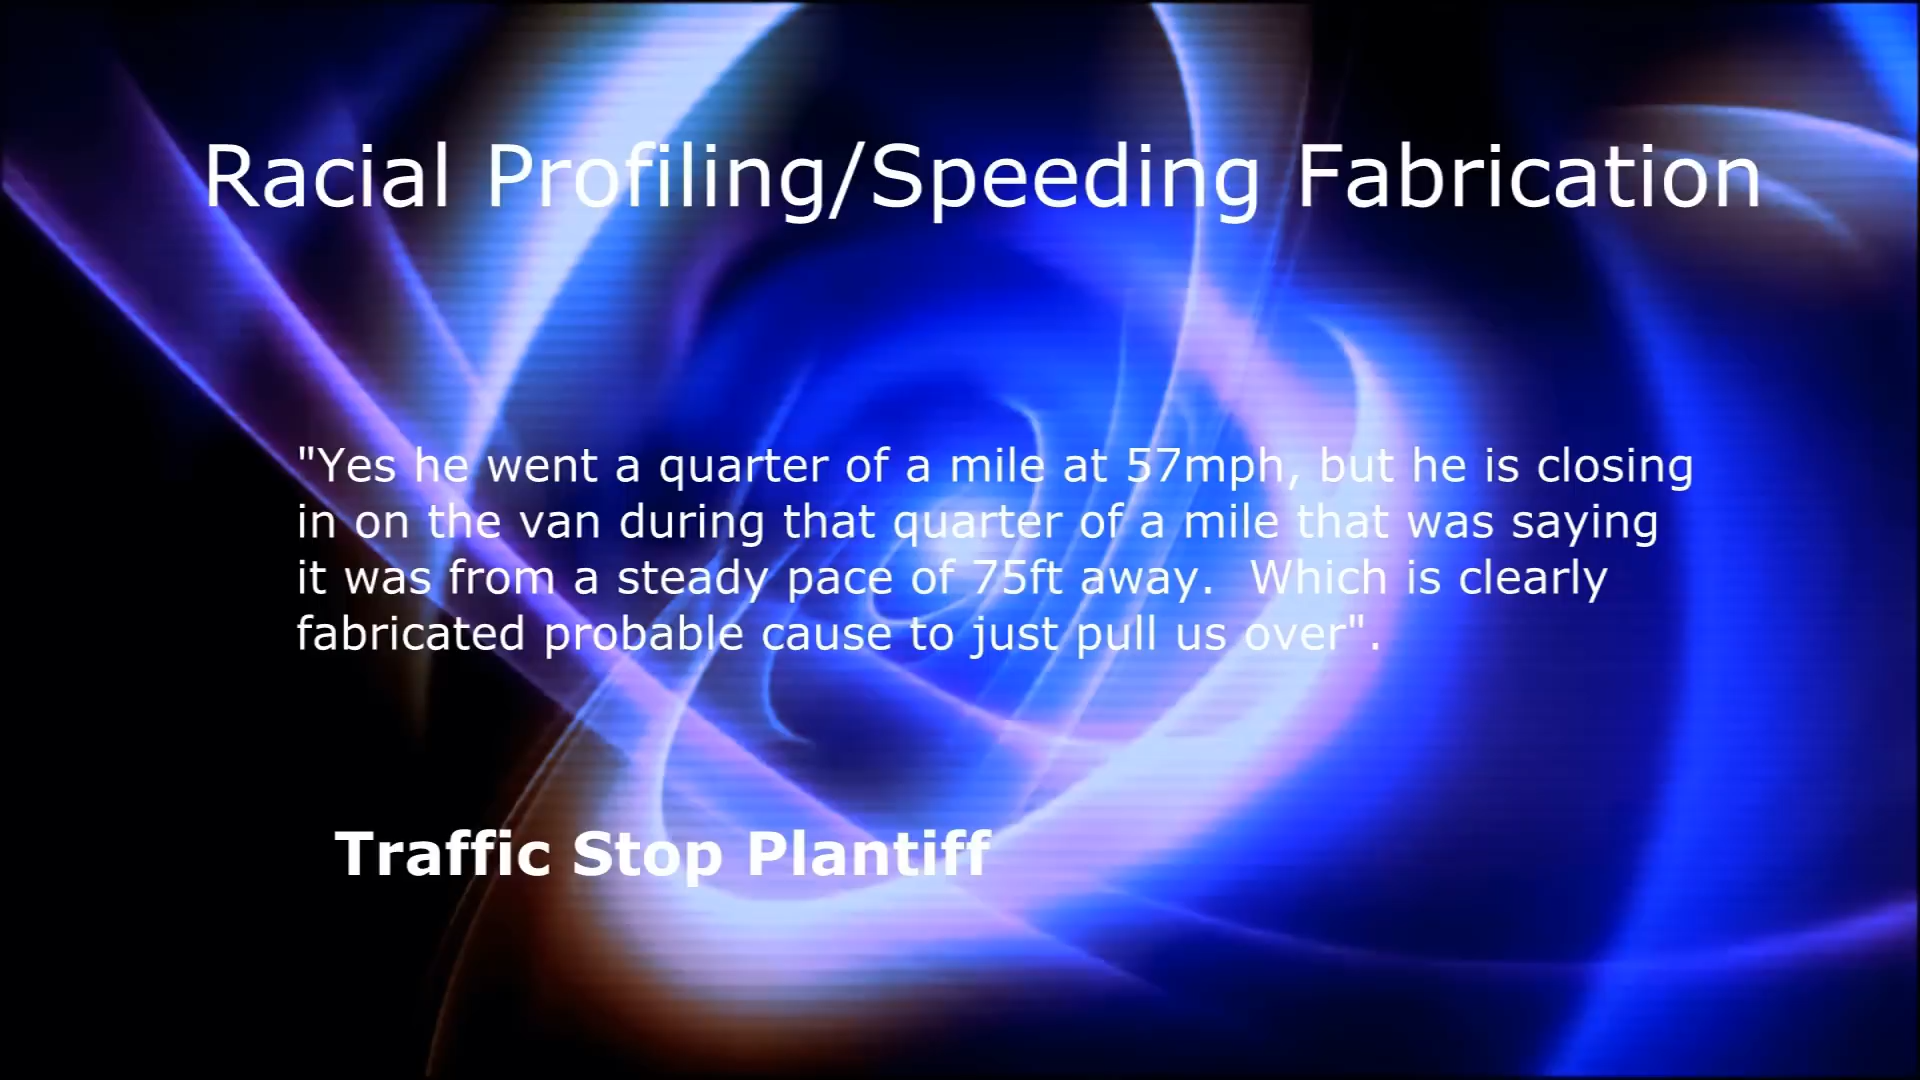 Racial Profiling/Speeding Fabrication
"Yes he went a quarter of a mile at 57mph, but he is closing
in on the van during that quarter of a mile that was saying
it was from a steady pace of 75ft away.  Which is clearly
fabricated probable cause to just pull us over".
Traffic Stop Plantiff